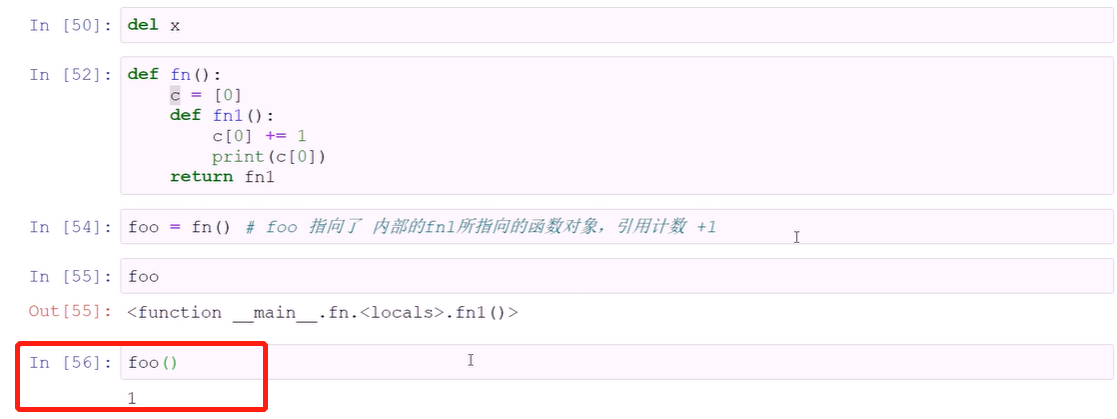 In [50]: del x
In [52]: def fn():
    c = [0]
    def fn1():
        c[0] += 1
        print(c[0])
    return fn1
In [54]: foo = fn() # foo 指向了 内部的fn1所指向的函数对象，引用计数 +1
In [55]: foo
Out[55]: <function __main__.fn.<locals>.fn1()>
In [56]: foo()
1